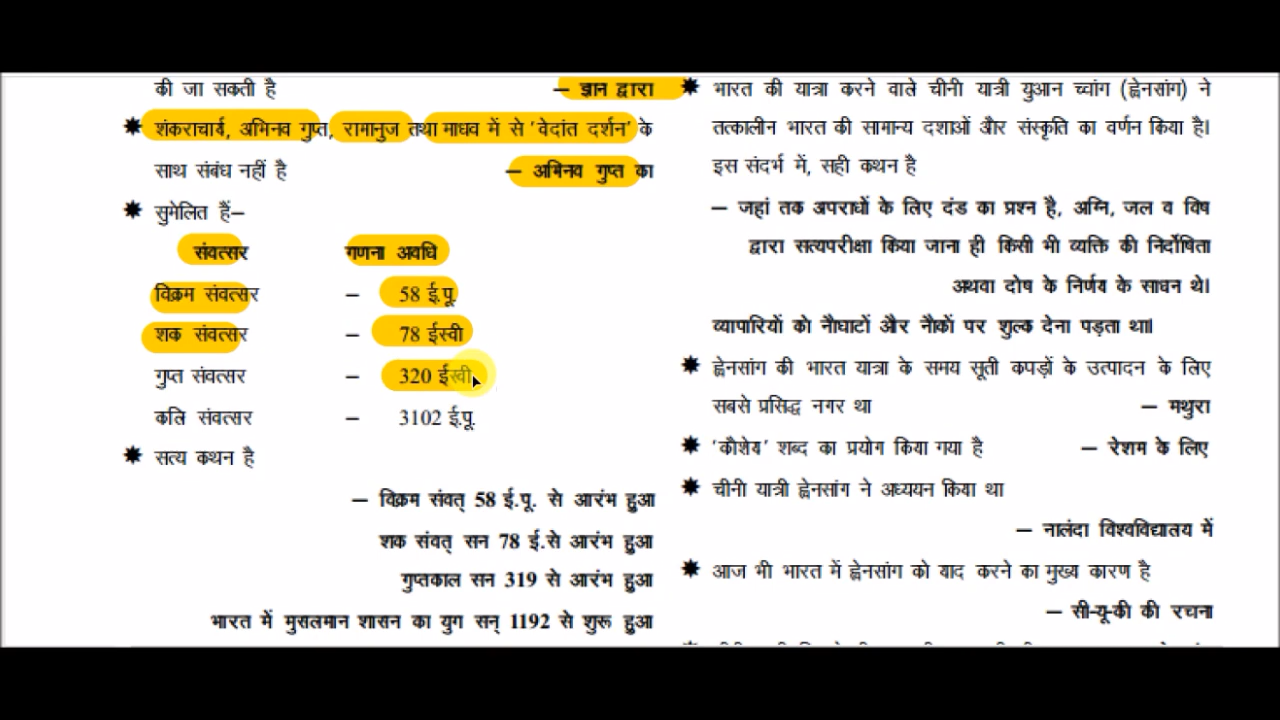 की जा सकती है – ज्ञान द्वारा
✷ शंकराचार्य, अभिनव गुप्त, रामानुज तथा माधव में से 'वेदांत दर्शन' के
साथ संबंध नहीं है – अभिनव गुप्त का
✷ सुमेलित हैं–
संवत्सर गणना अवधि
विक्रम संवत्सर – 58 ई.पू.
शक संवत्सर – 78 ईस्वी
गुप्त संवत्सर – 320 ईस्वी
कलि संवत्सर – 3102 ई.पू.
✷ सत्य कथन है
– विक्रम संवत् 58 ई.पू. से आरंभ हुआ
शक संवत् सन 78 ई.से आरंभ हुआ
गुप्तकाल सन 319 से आरंभ हुआ
भारत में मुसलमान शासन का युग सन् 1192 से शुरू हुआ
✷ भारत की यात्रा करने वाले चीनी यात्री युआन च्वांग (ह्वेनसांग) ने
तत्कालीन भारत की सामान्य दशाओं और संस्कृति का वर्णन किया है।
इस संदर्भ में, सही कथन है
– जहां तक अपराधों के लिए दंड का प्रश्न है, अग्नि, जल व विष
द्वारा सत्यपरीक्षा किया जाना ही किसी भी व्यक्ति की निर्दोषिता
अथवा दोष के निर्णय के साधन थे।
व्यापारियों को नौघाटों और नाकों पर शुल्क देना पड़ता था।
✷ ह्वेनसांग की भारत यात्रा के समय सूती कपड़ों के उत्पादन के लिए
सबसे प्रसिद्ध नगर था – मथुरा
✷ 'कौशेय' शब्द का प्रयोग किया गया है – रेशम के लिए
✷ चीनी यात्री ह्वेनसांग ने अध्ययन किया था
– नालंदा विश्वविद्यालय में
✷ आज भी भारत में ह्वेनसांग को याद करने का मुख्य कारण है
– सी-यू-की की रचना